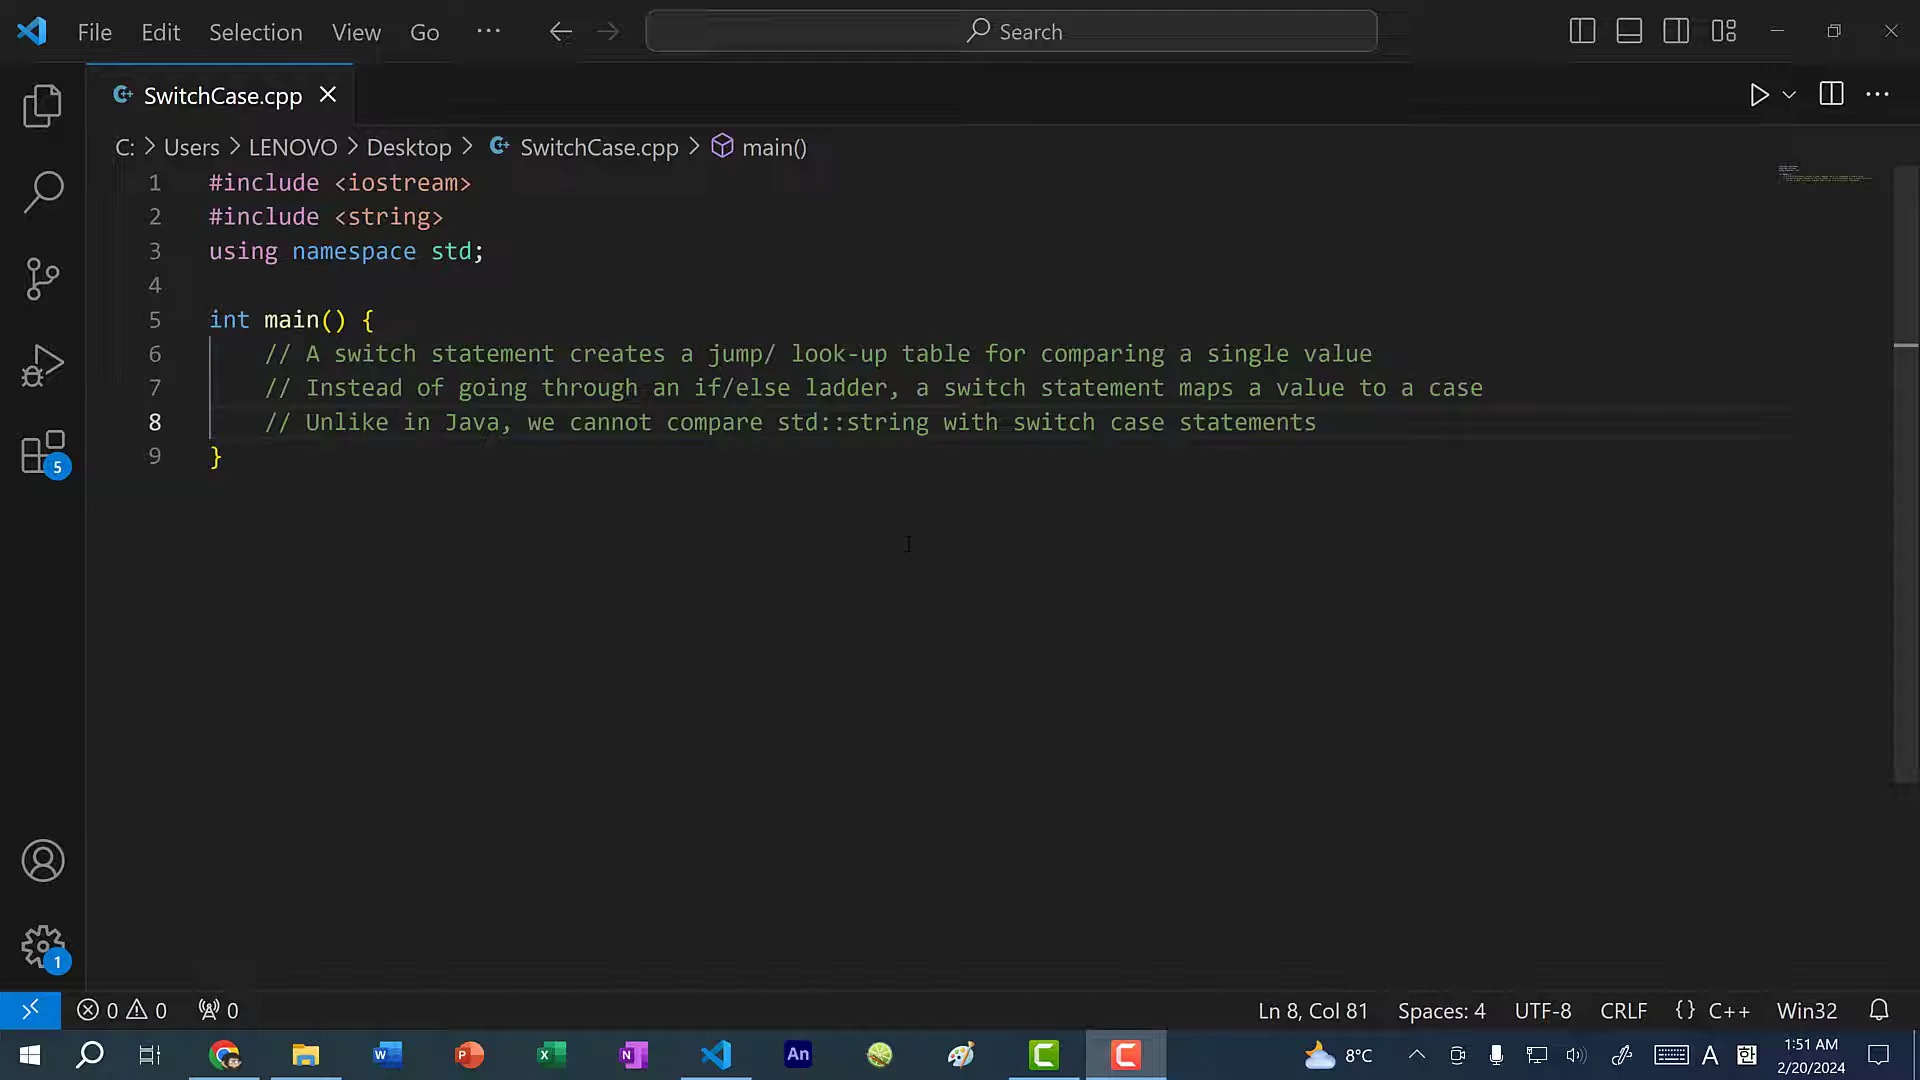 File Edit Selection View Go ··· Search
SwitchCase.cpp
C: > Users > LENOVO > Desktop > SwitchCase.cpp > main()
1 #include <iostream>
2 #include <string>
3 using namespace std;
4
5 int main() {
6 // A switch statement creates a jump/ look-up table for comparing a single value
7 // Instead of going through an if/else ladder, a switch statement maps a value to a case
8 // Unlike in Java, we cannot compare std::string with switch case statements
9 }
5
1
0 0 0 Ln 8, Col 81 Spaces: 4 UTF-8 CRLF {} C++ Win32
W P X N An C C 8°C A 한 1:51 AM
2/20/2024